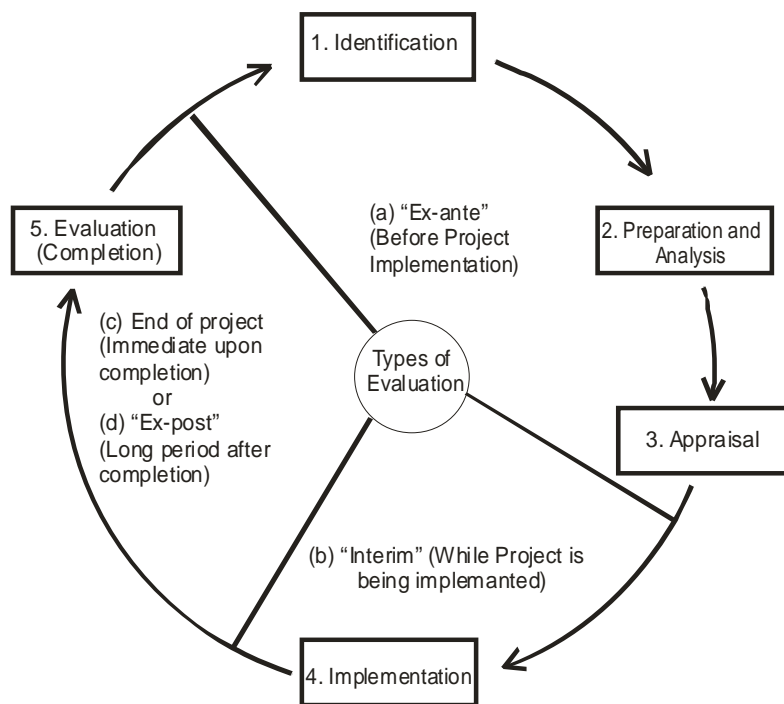 1. Identification
(a) “Ex-ante”
(Before Project
Implementation)
2. Preparation and
Analysis
5. Evaluation
(Completion)
(c) End of project
(Immediate upon
completion)
or
(d) “Ex-post”
(Long period after
completion)
Types of
Evaluation
3. Appraisal
(b) “Interim” (While Project is
being implemanted)
4. Implementation